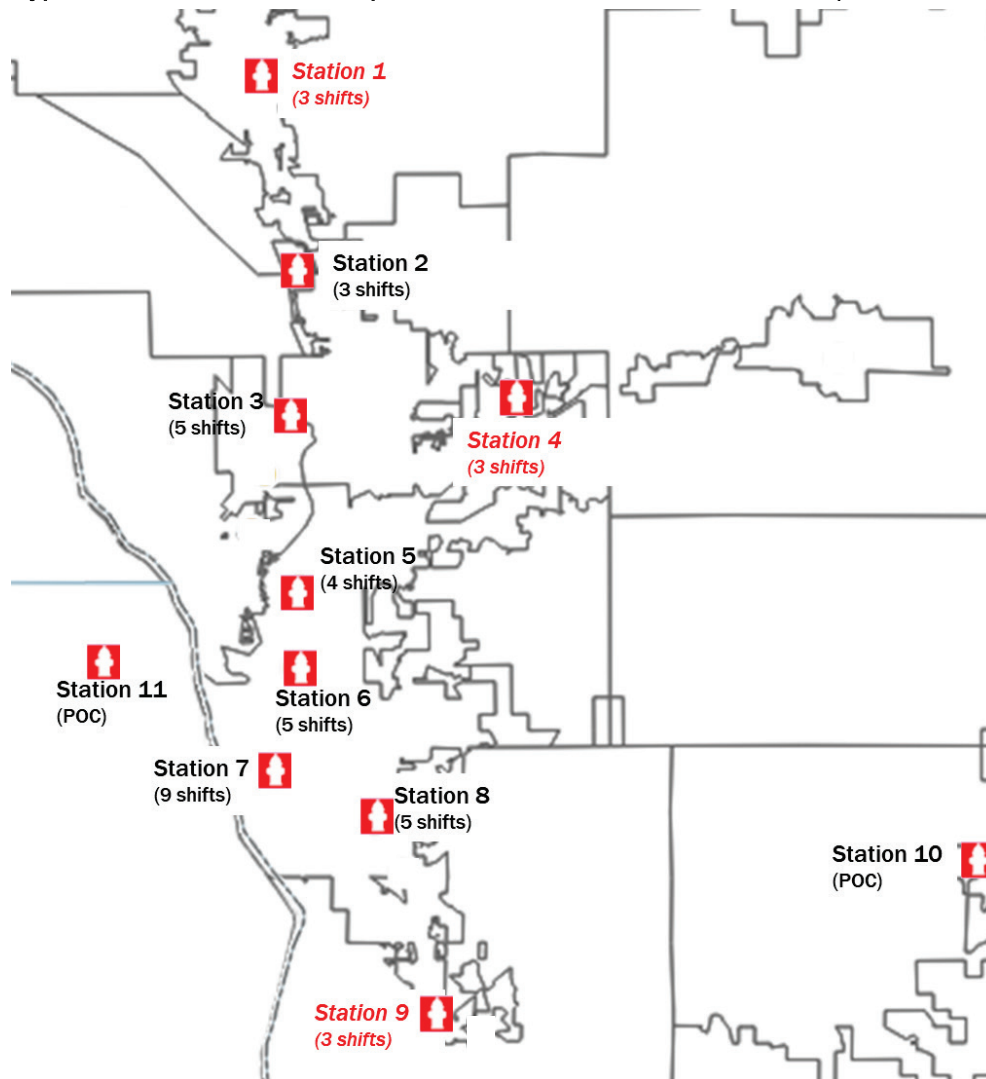 Station 1
(3 shifts)
Station 2
(3 shifts)
Station 3
(5 shifts)
Station 4
(3 shifts)
Station 5
(4 shifts)
Station 11
(POC)
Station 6
(5 shifts)
Station 7
(9 shifts)
Station 8
(5 shifts)
Station 10
(POC)
Station 9
(3 shifts)